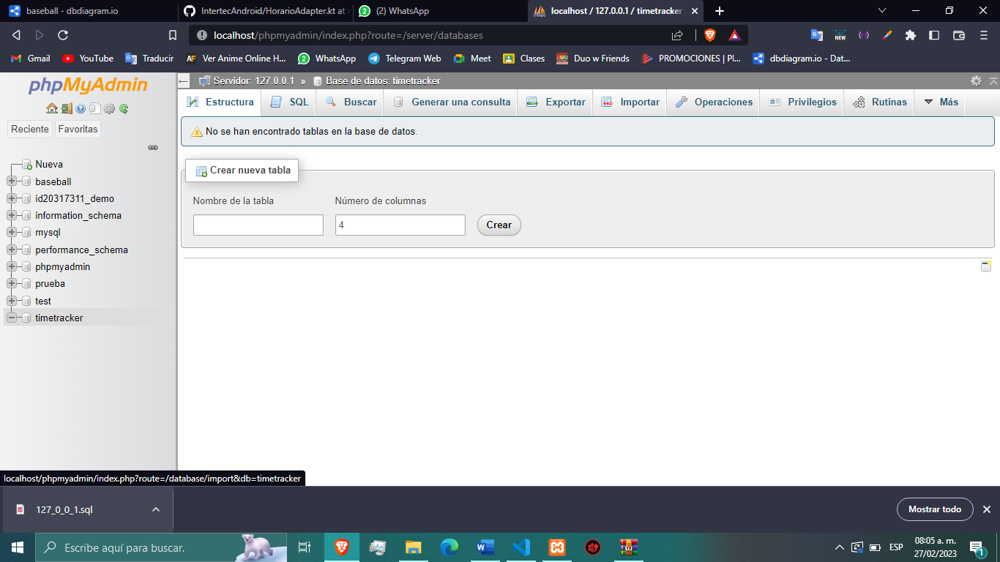 baseball - dbdiagram.io
IntertecAndroid/HorarioAdapter.kt at
(2) WhatsApp
localhost / 127.0.0.1 / timetracker
localhost/phpmyadmin/index.php?route=/server/databases
Gmail
YouTube
Traducir
Ver Anime Online H...
WhatsApp
Telegram Web
Meet
Clases
Duo w Friends
PROMOCIONES | Pl...
dbdiagram.io - Dat...
phpMyAdmin
Reciente
Favoritas
Nueva
baseball
id20317311_demo
information_schema
mysql
performance_schema
phpmyadmin
prueba
test
timetracker
Servidor: 127.0.0.1 » Base de datos: timetracker
Estructura
SQL
Buscar
Generar una consulta
Exportar
Importar
Operaciones
Privilegios
Rutinas
Más
No se han encontrado tablas en la base de datos.
Crear nueva tabla
Nombre de la tabla
Número de columnas
4
Crear
localhost/phpmyadmin/index.php?route=/database/import&db=timetracker
127_0_0_1.sql
Mostrar todo
Escribe aquí para buscar.
ESP
08:05 a. m.
27/02/2023
1